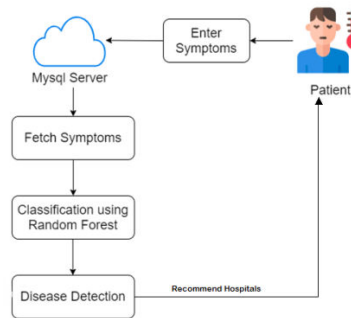 Enter
Symptoms
Mysql Server
Patient
Fetch Symptoms
Classification using
Random Forest
Disease Detection
Recommend Hospitals